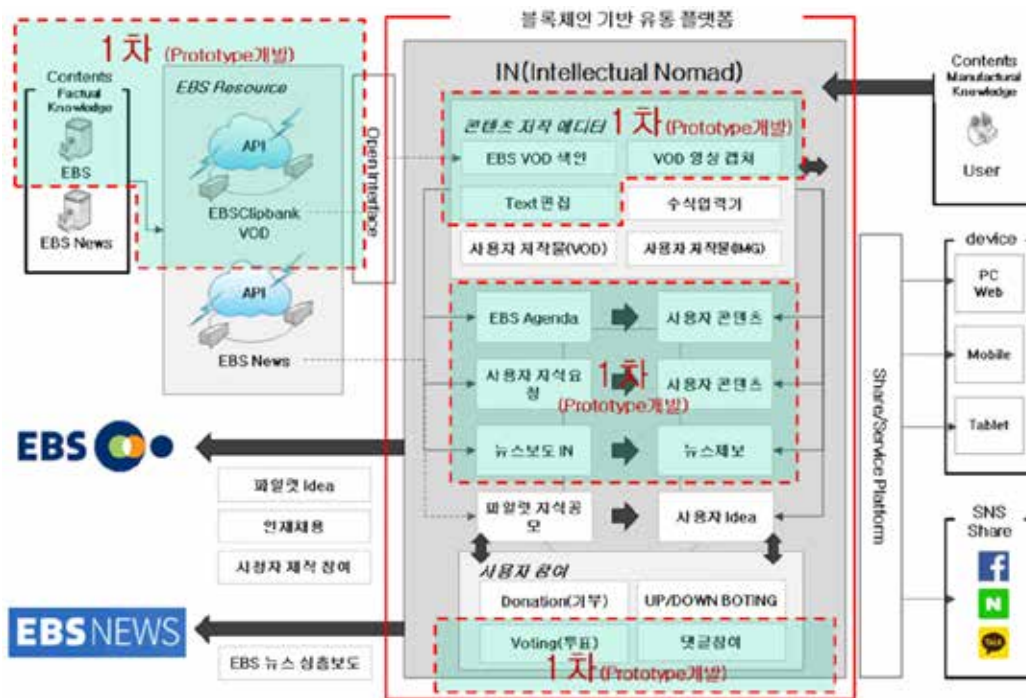 블록체인 기반 유통 플랫폼
1차 (Prototype개발)
Contents
Factual
Knowledge
EBS
EBS News
EBS Resource
API
EBSClipbank
VOD
API
EBS News
Open Interface
IN(Intellectual Nomad)
콘텐츠 저작 에디터
1차(Prototype개발)
EBS VOD 색인
VOD 영상 캡쳐
Text편집
수식입력기
사용자 제작물(VOD)
사용자 제작물(IMG)
EBS Agenda
사용자 콘텐츠
사용자 지식요
청
사용자 콘텐츠
1차
(Prototype개발)
뉴스보도 IN
뉴스제보
파일럿 지식공
모
사용자 Idea
사용자 참여
Donation(기부)
UP/DOWN BOTING
Voting(투표)
댓글참여
1차(Prototype개발)
Contents
Manufactural
Knowledge
User
Share/Service Platform
device
PC
Web
Mobile
Tablet
SNS
Share
f
N
TALK
EBS
파일럿 Idea
인재채용
시청자 제작 참여
EBS NEWS
EBS 뉴스 심층보도